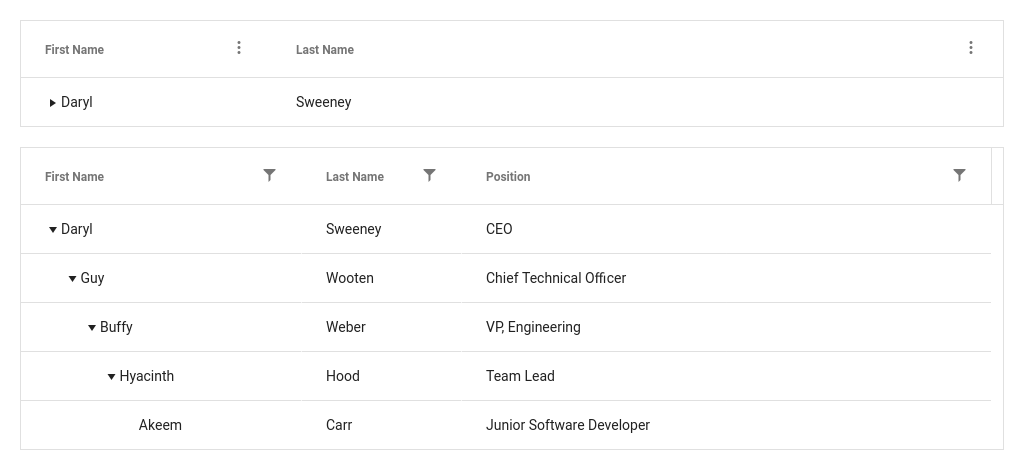 First Name Last Name
Daryl Sweeney
First Name Last Name Position
Daryl Sweeney CEO
Guy Wooten Chief Technical Officer
Buffy Weber VP, Engineering
Hyacinth Hood Team Lead
Akeem Carr Junior Software Developer